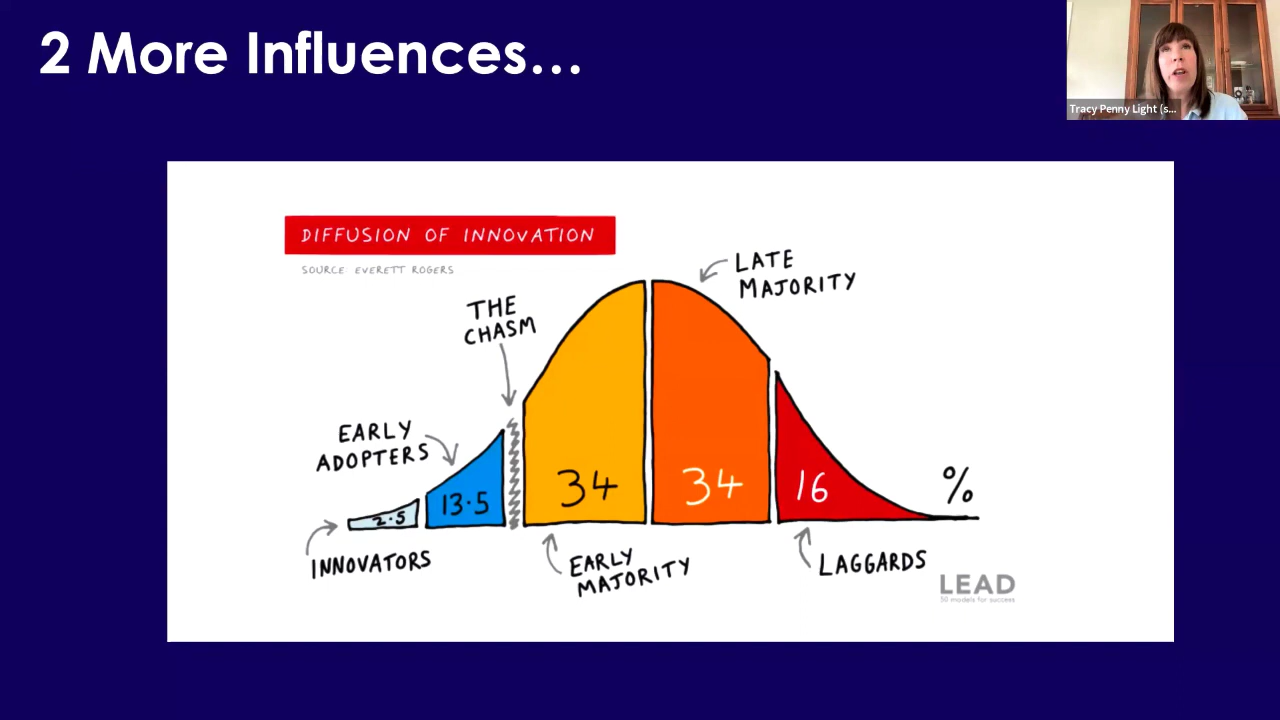 2 More Influences...
Tracy Penny Light (s...
DIFFUSION OF INNOVATION
SOURCE: EVERETT ROGERS
LATE
MAJORITY
THE
CHASM
EARLY
ADOPTERS
2.5
13.5
34
34
16
%
INNOVATORS
EARLY
MAJORITY
LAGGARDS
LEAD
50 models for success